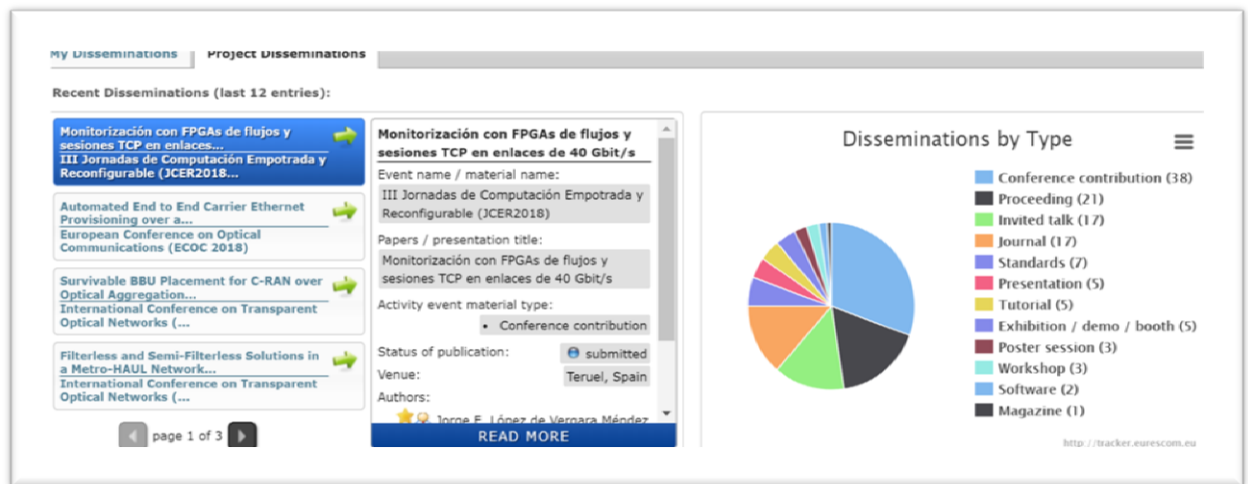 My Disseminations
Project Disseminations
Recent Disseminations (last 12 entries):
Monitorización con FPGAs de flujos y
sesiones TCP en enlaces...
III Jornadas de Computación Empotrada y
Reconfigurable (JCER2018...
Automated End to End Carrier Ethernet
Provisioning over a...
European Conference on Optical
Communications (ECOC 2018)
Survivable BBU Placement for C-RAN over
Optical Aggregation...
International Conference on Transparent
Optical Networks (...
Filterless and Semi-Filterless Solutions in
a Metro-HAUL Network...
International Conference on Transparent
Optical Networks (...
page 1 of 3
Monitorización con FPGAs de flujos y
sesiones TCP en enlaces de 40 Gbit/s
Event name / material name:
III Jornadas de Computación Empotrada y
Reconfigurable (JCER2018)
Papers / presentation title:
Monitorización con FPGAs de flujos y
sesiones TCP en enlaces de 40 Gbit/s
Activity event material type:
• Conference contribution
Status of publication: submitted
Venue: Teruel, Spain
Authors:
Jorge E. López de Vergara Méndez
READ MORE
Disseminations by Type
Conference contribution (38)
Proceeding (21)
Invited talk (17)
Journal (17)
Standards (7)
Presentation (5)
Tutorial (5)
Exhibition / demo / booth (5)
Poster session (3)
Workshop (3)
Software (2)
Magazine (1)
http://tracker.eurescom.eu